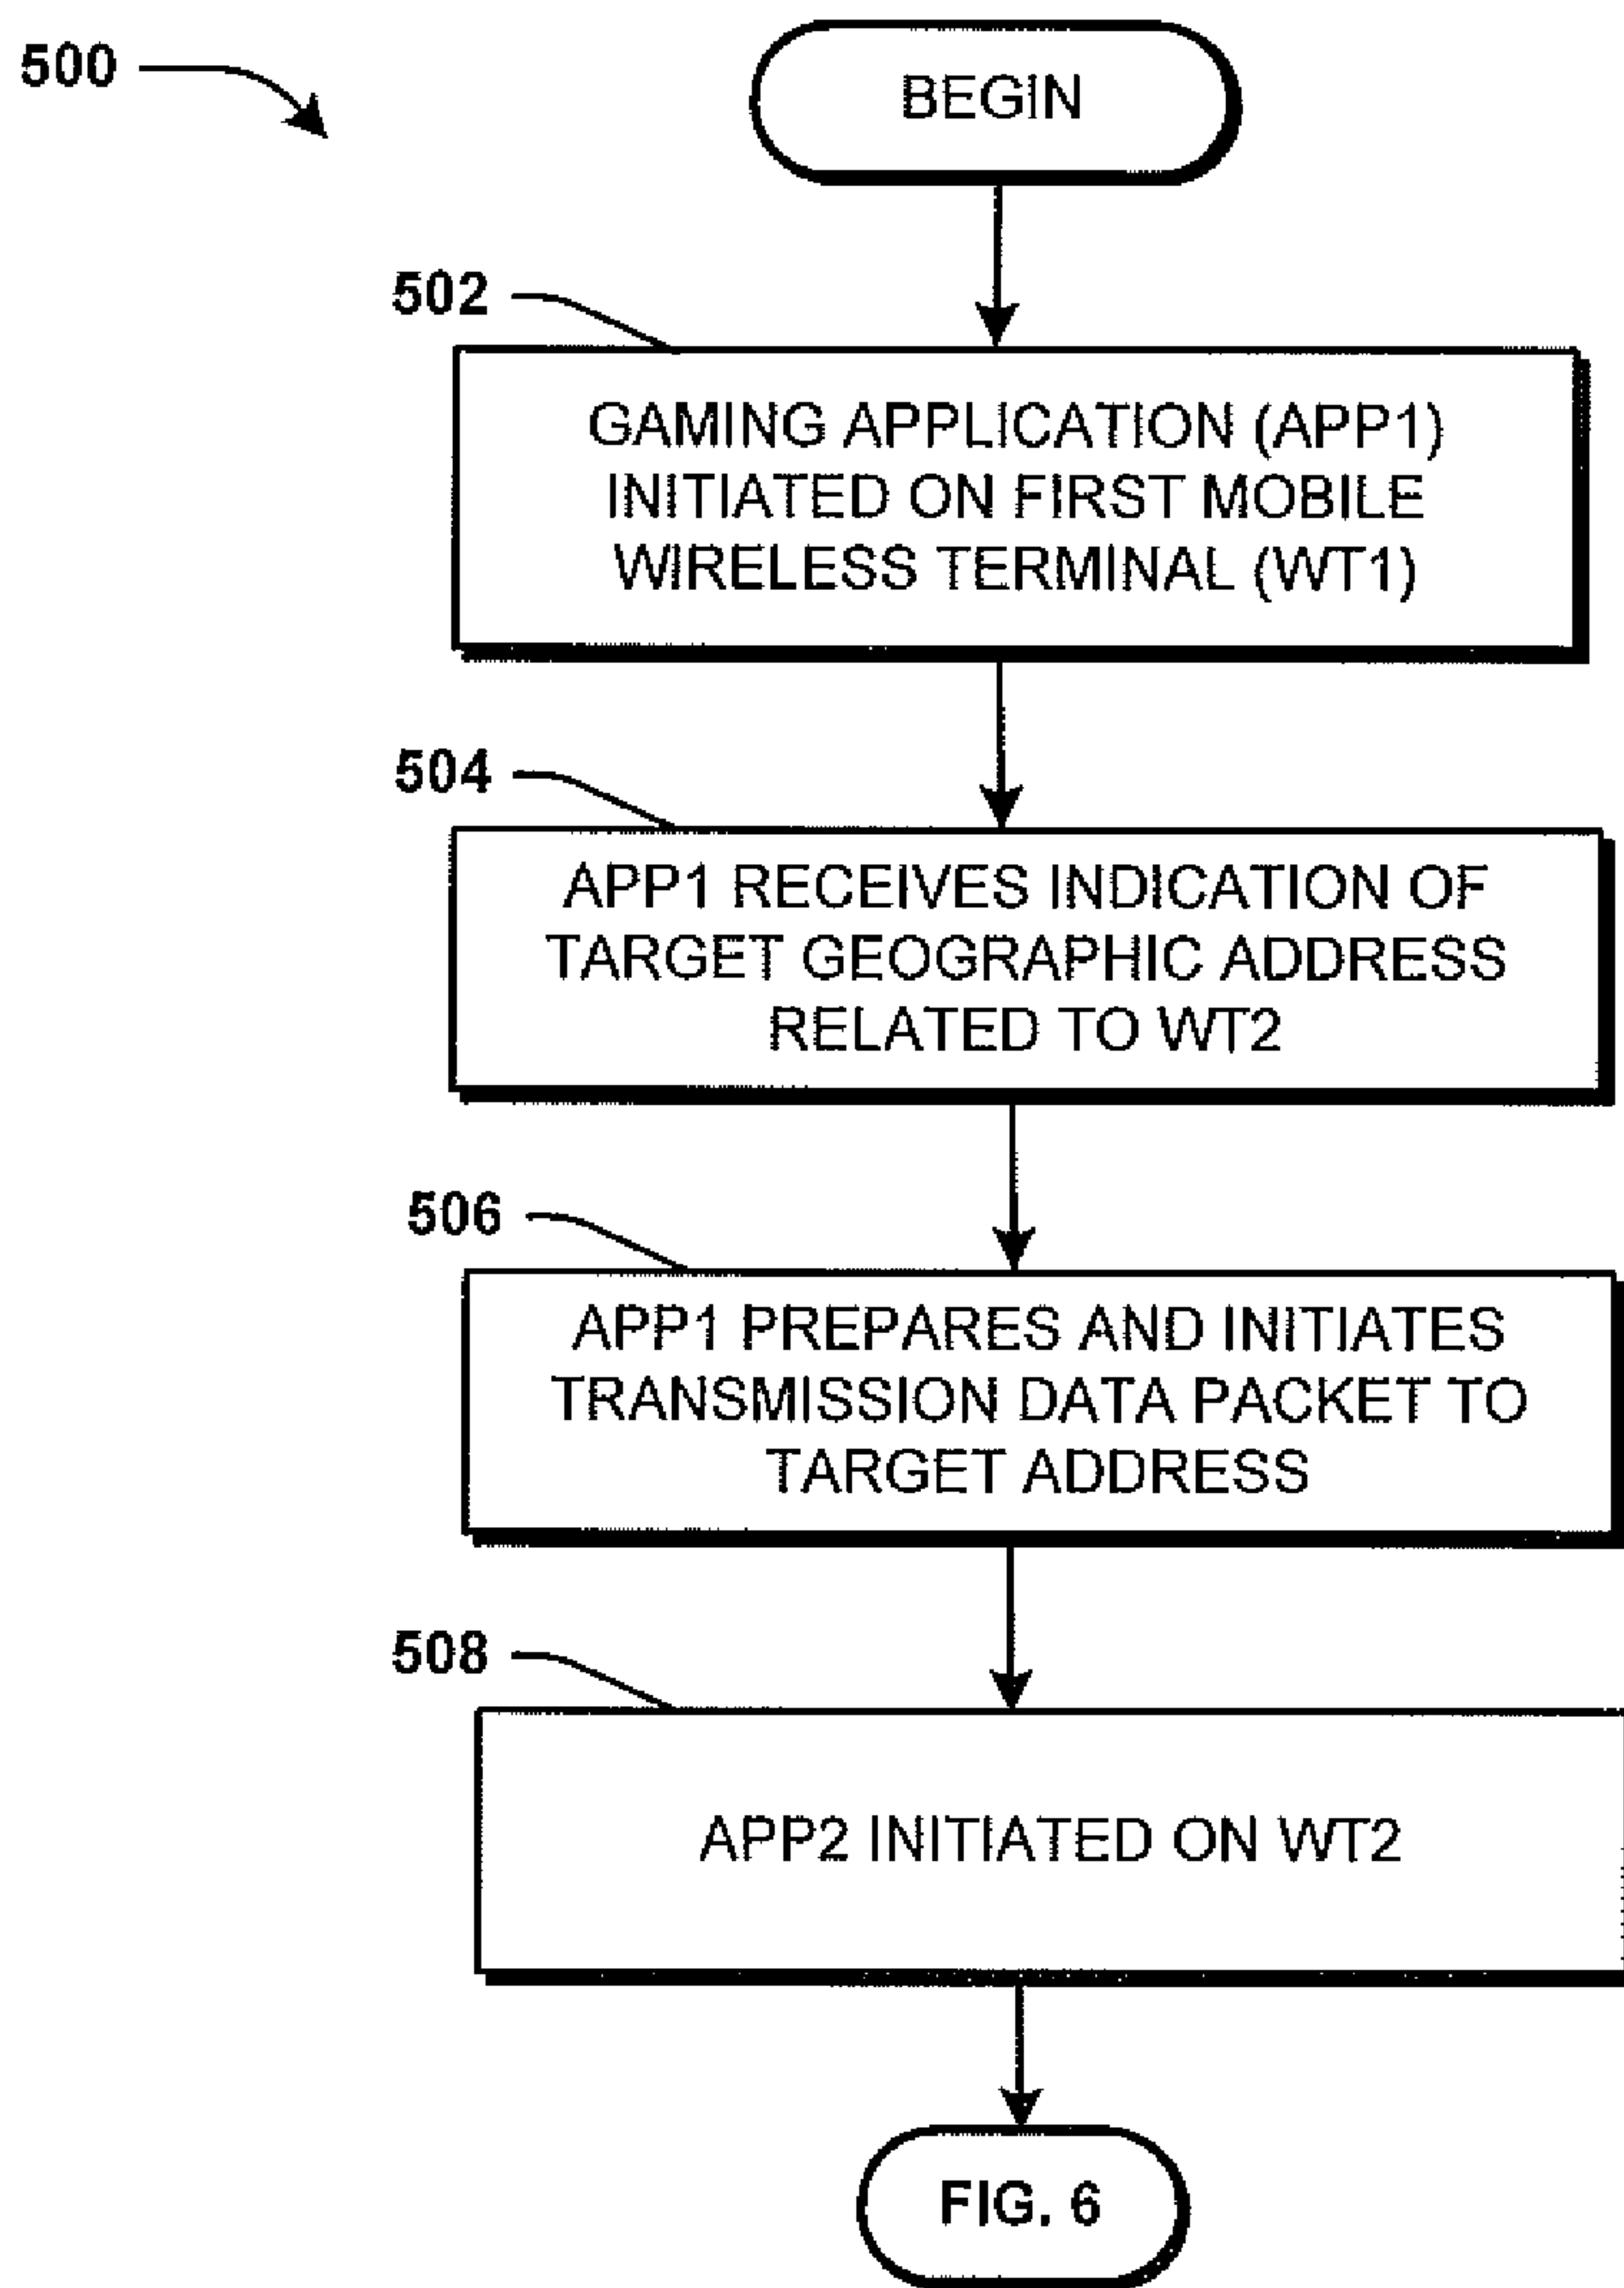 500
BEGIN
502
GAMING APPLICATION (APP1)
INITIATED ON FIRST MOBILE
WIRELESS TERMINAL (WT1)
504
APP1 RECEIVES INDICATION OF
TARGET GEOGRAPHIC ADDRESS
RELATED TO WT2
506
APP1 PREPARES AND INITIATES
TRANSMISSION DATA PACKET TO
TARGET ADDRESS
508
APP2 INITIATED ON WT2
FIG. 6